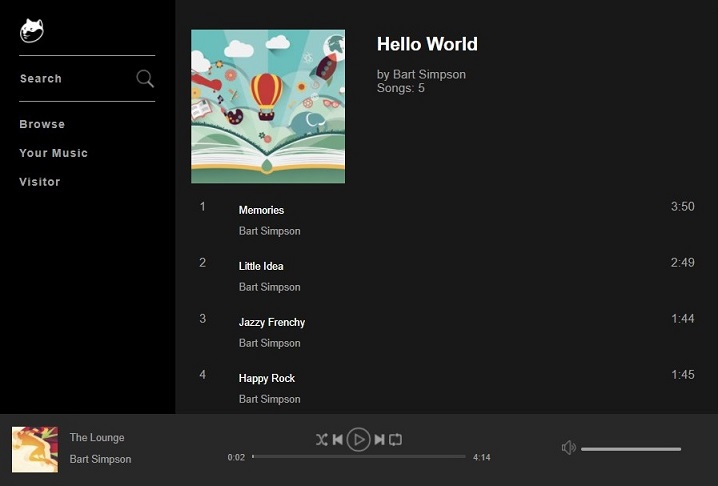 Search
Browse
Your Music
Visitor
Hello World
by Bart Simpson
Songs: 5
1 Memories 3:50
Bart Simpson
2 Little Idea 2:49
Bart Simpson
3 Jazzy Frenchy 1:44
Bart Simpson
4 Happy Rock 1:45
Bart Simpson
The Lounge
Bart Simpson
0:02 4:14